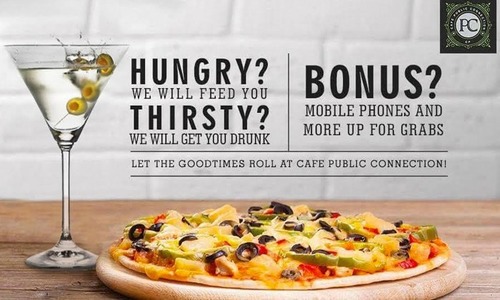 PC
HUNGRY?
WE WILL FEED YOU
THIRSTY?
WE WILL GET YOU DRUNK
BONUS?
MOBILE PHONES AND
MORE UP FOR GRABS
LET THE GOODTIMES ROLL AT CAFE PUBLIC CONNECTION!